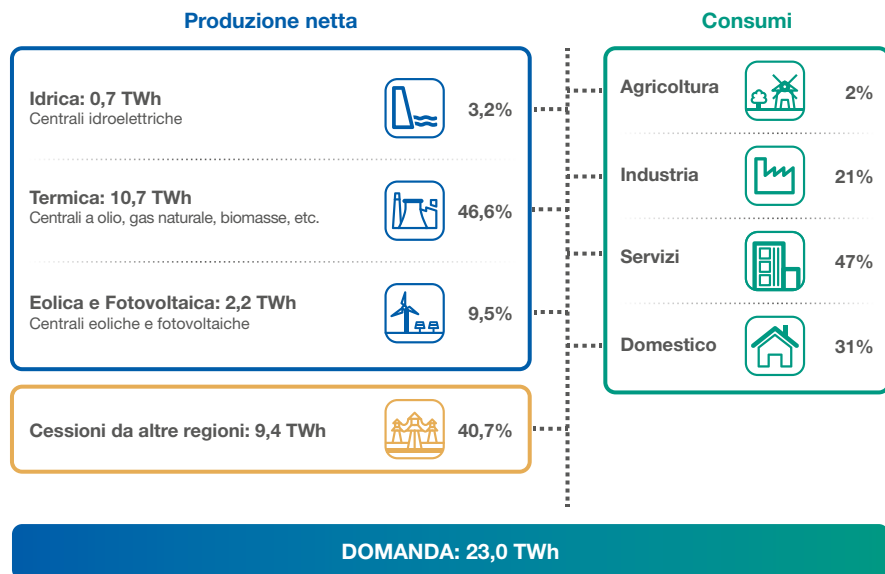 Produzione netta
Idrica: 0,7 TWh
Centrali idroelettriche
3,2%
Termica: 10,7 TWh
Centrali a olio, gas naturale, biomasse, etc.
46,6%
Eolica e Fotovoltaica: 2,2 TWh
Centrali eoliche e fotovoltaiche
9,5%
Cessioni da altre regioni: 9,4 TWh
40,7%
Consumi
Agricoltura
2%
Industria
21%
Servizi
47%
Domestico
31%
DOMANDA: 23,0 TWh